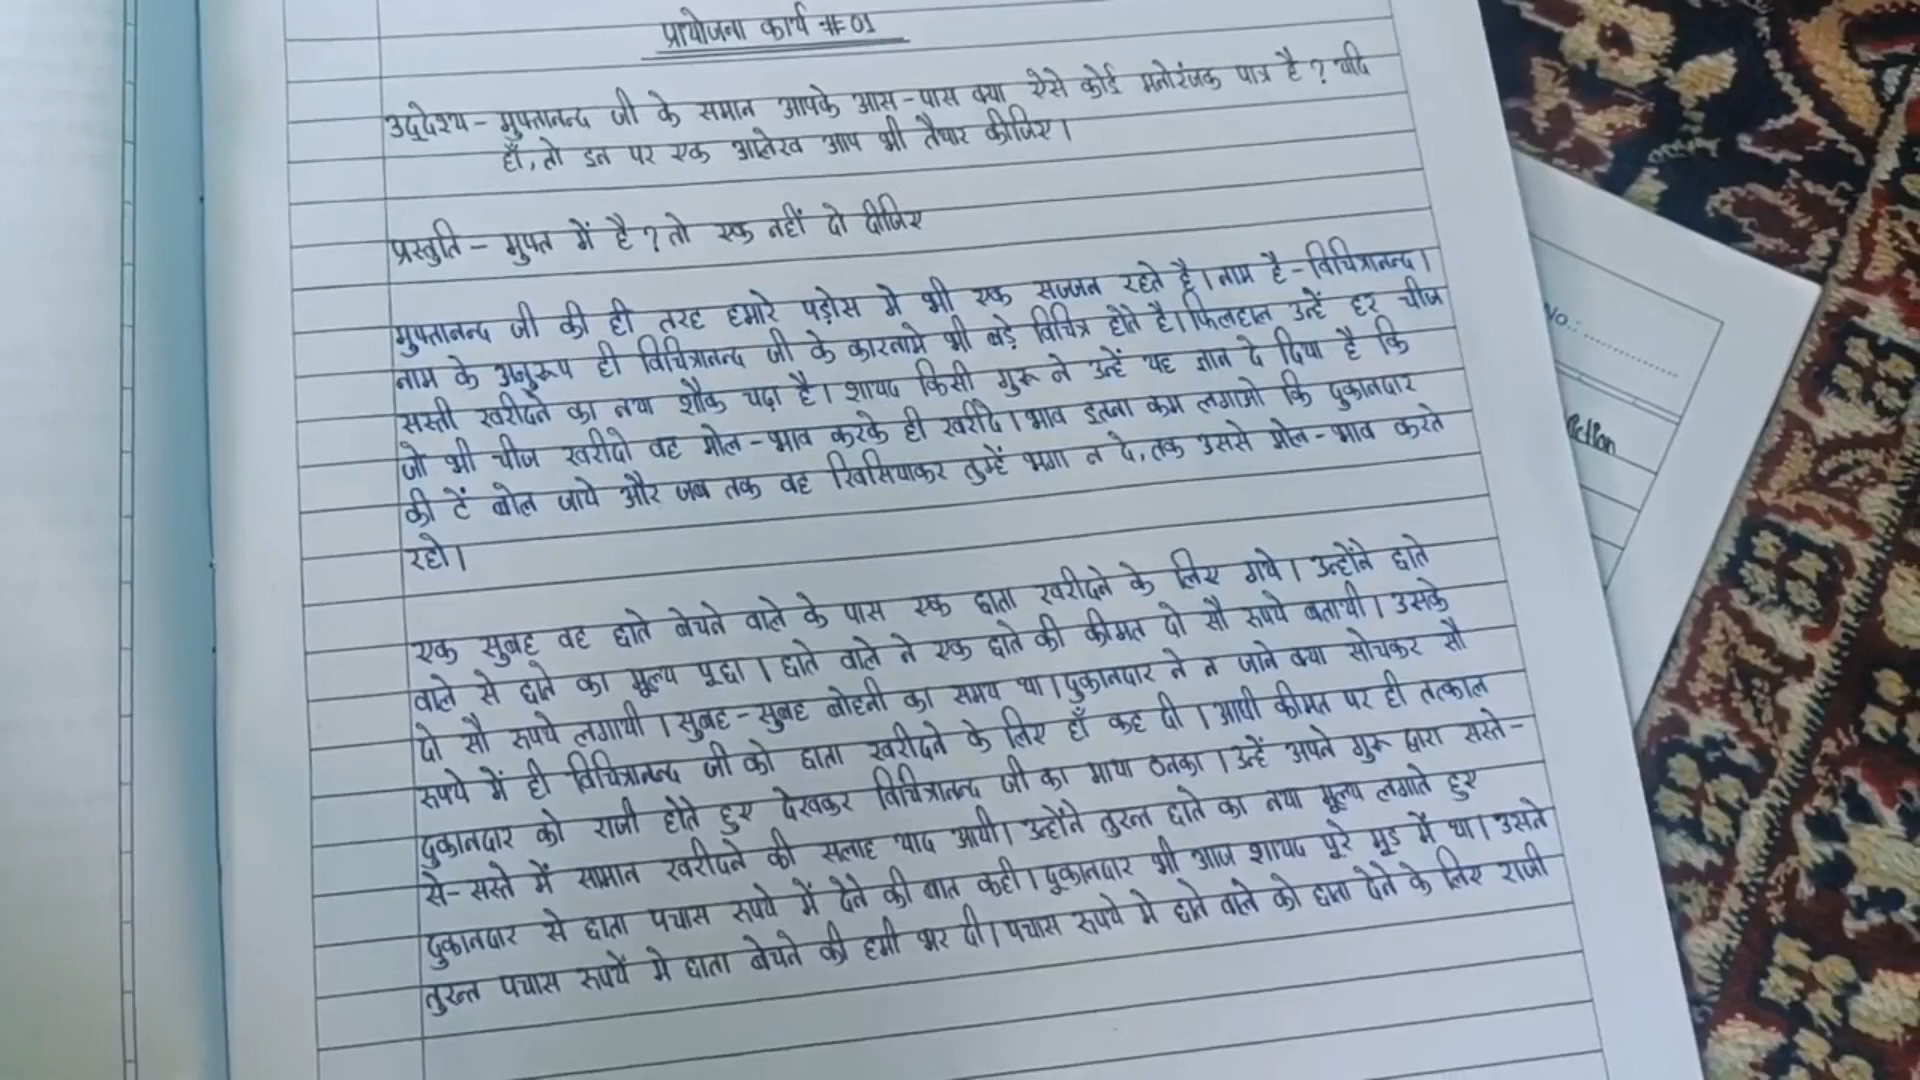 प्रायोजना कार्य #01
उद्देश्य - मुफ्तानन्द जी के समान आपके आस-पास क्या ऐसे कोई मनोरंजक पात्र है? यदि
हाँ, तो इन पर एक आलेख आप भी तैयार कीजिए।
प्रस्तुति - मुफ्त में है? तो एक नहीं दो दीजिए
मुफ्तानन्द जी की ही तरह हमारे पड़ोस मे भी एक सज्जन रहते है। नाम है - विचित्रानन्द।
नाम के अनुरूप ही विचित्रानन्द जी के कारनामे भी बड़े विचित्र होते है। फिलहाल उन्हें हर चीज
सस्ती खरीदने का नया शौक चढ़ा है। शायद किसी गुरू ने उन्हें यह ज्ञान दे दिया है कि
जो भी चीज खरीदो वह मोल-भाव करके ही खरीदे। भाव इतना कम लगाओ कि दुकानदार
की टें बोल जाये और जब तक वह खिसियाकर तुम्हें भगा न दे, तक उससे मोल-भाव करते
रहो।
एक सुबह वह छाते बेचने वाले के पास एक छाता खरीदने के लिए गये। उन्होंने छाते
वाले से छाते का मूल्य पूछा। छाते वाले ने एक छाते की कीमत दो सौ रूपये बतायी। उसके
दो सौ रूपये लगायी। सुबह-सुबह बोहनी का समय था। दुकानदार ने न जाने क्या सोचकर सौ
रूपये में ही विचित्रानन्द जी को छाता खरीदने के लिए हाँ कह दी। आधी कीमत पर ही तत्काल
दुकानदार को राजी होते हुए देखकर विचित्रानन्द जी का माथा ठनका। उन्हें अपने गुरू द्वारा सस्ते-
से-सस्ते में सामान खरीदने की सलाह याद आयी। उन्होंने तुरन्त छाते का नया मूल्य लगाते हुए
दुकानदार से छाता पचास रूपये में देने की बात कही। दूकानदार भी आज शायद पूरे मूड में था। उसने
तुरन्त पचास रूपयें मे छाता बेचने की हमी भर दी। पचास रूपये मे छाते वाले को छाता देने के लिए राजी
No.: ..............